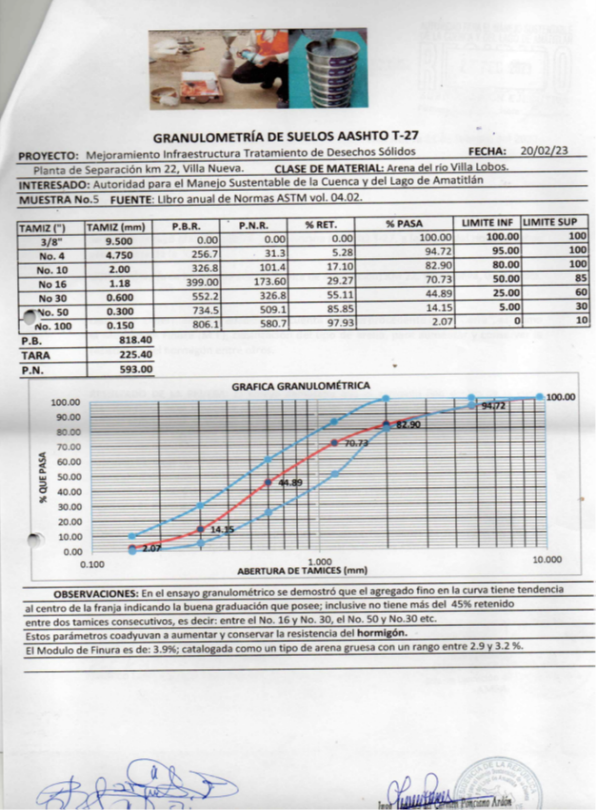 GRANULOMETRÍA DE SUELOS AASHTO T-27
PROYECTO: Mejoramiento Infraestructura Tratamiento de Desechos Sólidos FECHA: 20/02/23
Planta de Separación km 22, Villa Nueva. CLASE DE MATERIAL: Arena del río Villa Lobos.
INTERESADO: Autoridad para el Manejo Sustentable de la Cuenca y del Lago de Amatitlán
MUESTRA No.5 FUENTE: Libro anual de Normas ASTM vol. 04.02.
TAMIZ (") TAMIZ (mm) P.B.R. P.N.R. % RET. % PASA LIMITE INF LIMITE SUP
3/8" 9.500 0.00 0.00 0.00 100.00 100.00 100
No. 4 4.750 256.7 31.3 5.28 94.72 95.00 100
No. 10 2.00 326.8 101.4 17.10 82.90 80.00 100
No 16 1.18 399.00 173.60 29.27 70.73 50.00 85
No 30 0.600 552.2 326.8 55.11 44.89 25.00 60
No. 50 0.300 734.5 509.1 85.85 14.15 5.00 30
No. 100 0.150 806.1 580.7 97.93 2.07 0 10
P.B. 818.40
TARA 225.40
P.N. 593.00
GRAFICA GRANULOMÉTRICA
% QUE PASA
100.00
90.00
80.00
70.00
60.00
50.00
40.00
30.00
20.00
10.00
0.00
2.07
14.15
44.89
70.73
82.90
94.72
100.00
0.100 1.000 10.000
ABERTURA DE TAMICES (mm)
OBSERVACIONES: En el ensayo granulométrico se demostró que el agregado fino en la curva tiene tendencia
al centro de la franja indicando la buena graduación que posee; inclusive no tiene más del 45% retenido
entre dos tamices consecutivos, es decir: entre el No. 16 y No. 30, el No. 50 y No.30 etc.
Estos parámetros coadyuvan a aumentar y conservar la resistencia del hormigón.
El Modulo de Finura es de: 3.9%; catalogada como un tipo de arena gruesa con un rango entre 2.9 y 3.2 %.
Ponciano Ardón